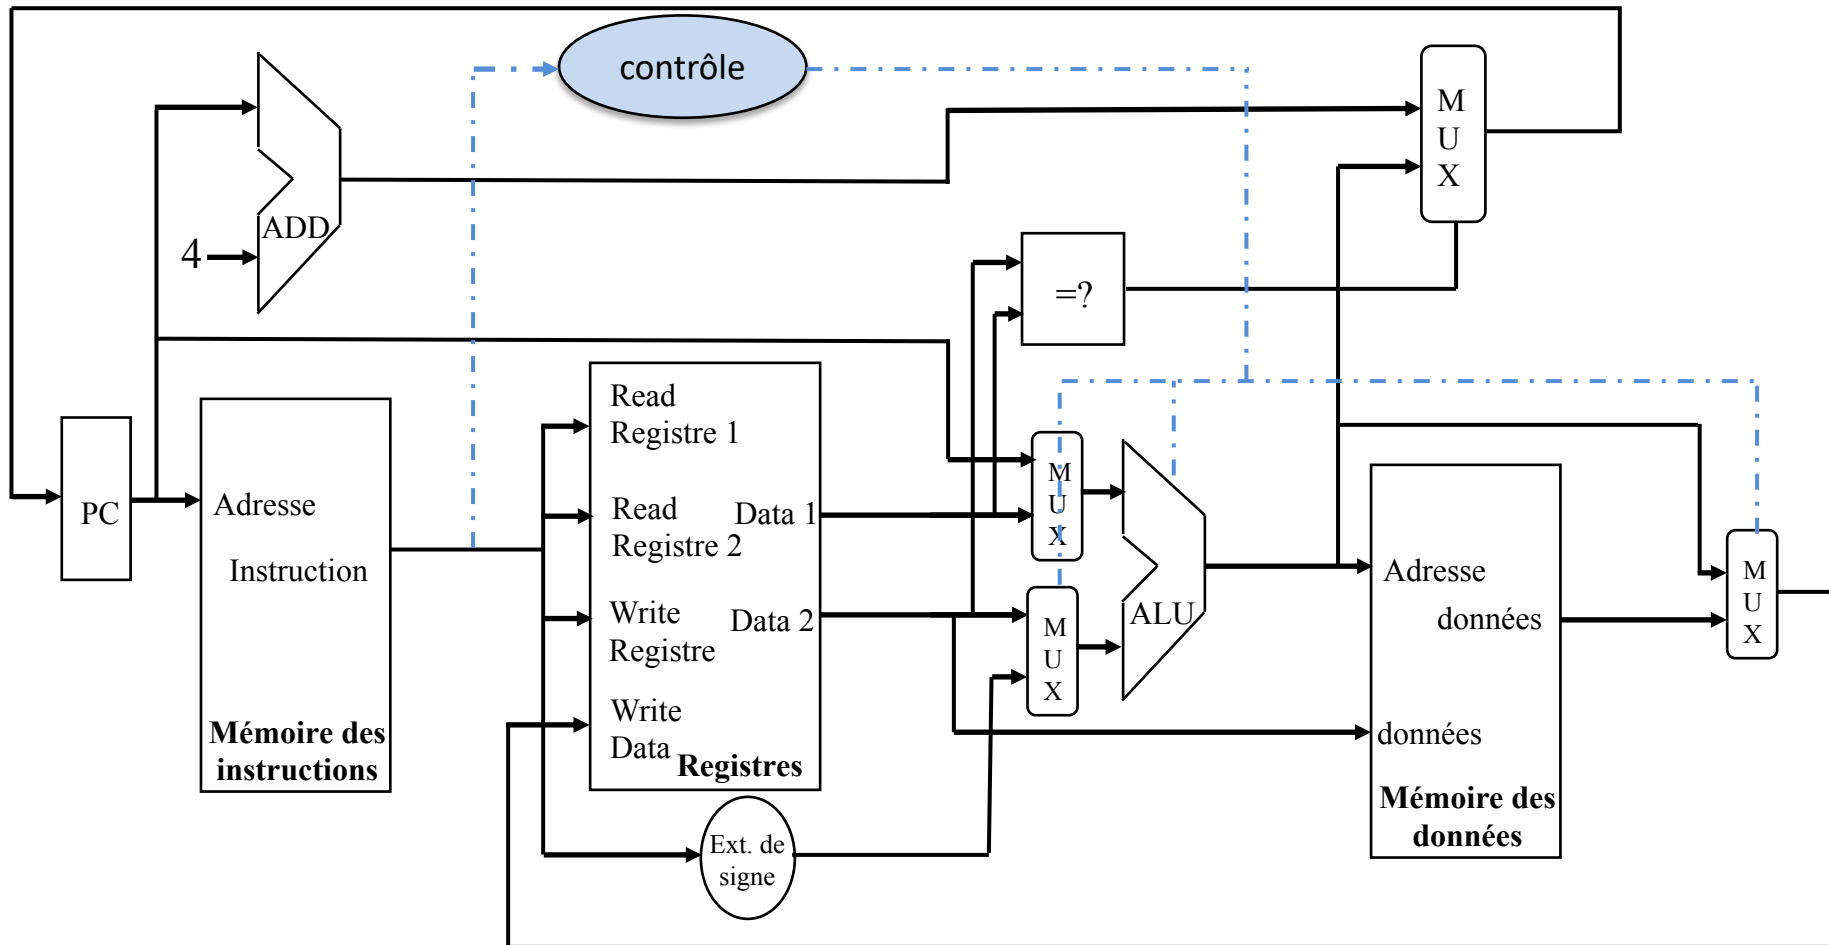 contrôle
M
U
X
ADD
4
=?
Read
Registre 1
Read
Registre 2
Data 1
Write
Registre
Data 2
Write
Data
Registres
PC
Adresse
Instruction
Mémoire des
instructions
Ext. de
signe
M
U
X
M
U
X
ALU
Adresse
données
données
Mémoire des
données
M
U
X